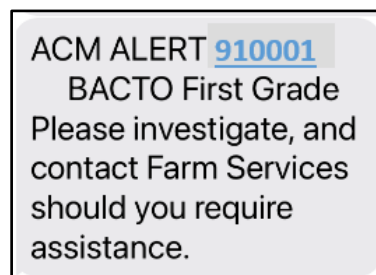 ACM ALERT 910001
BACTO First Grade
Please investigate, and
contact Farm Services
should you require
assistance.